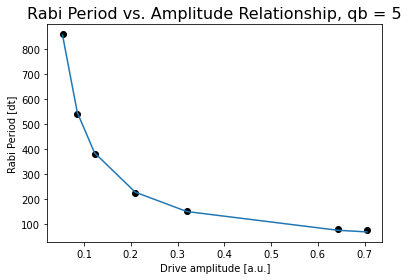 Rabi Period vs. Amplitude Relationship, qb = 5
Rabi Period [dt]
800
700
600
500
400
300
200
100
0.1 0.2 0.3 0.4 0.5 0.6 0.7
Drive amplitude [a.u.]